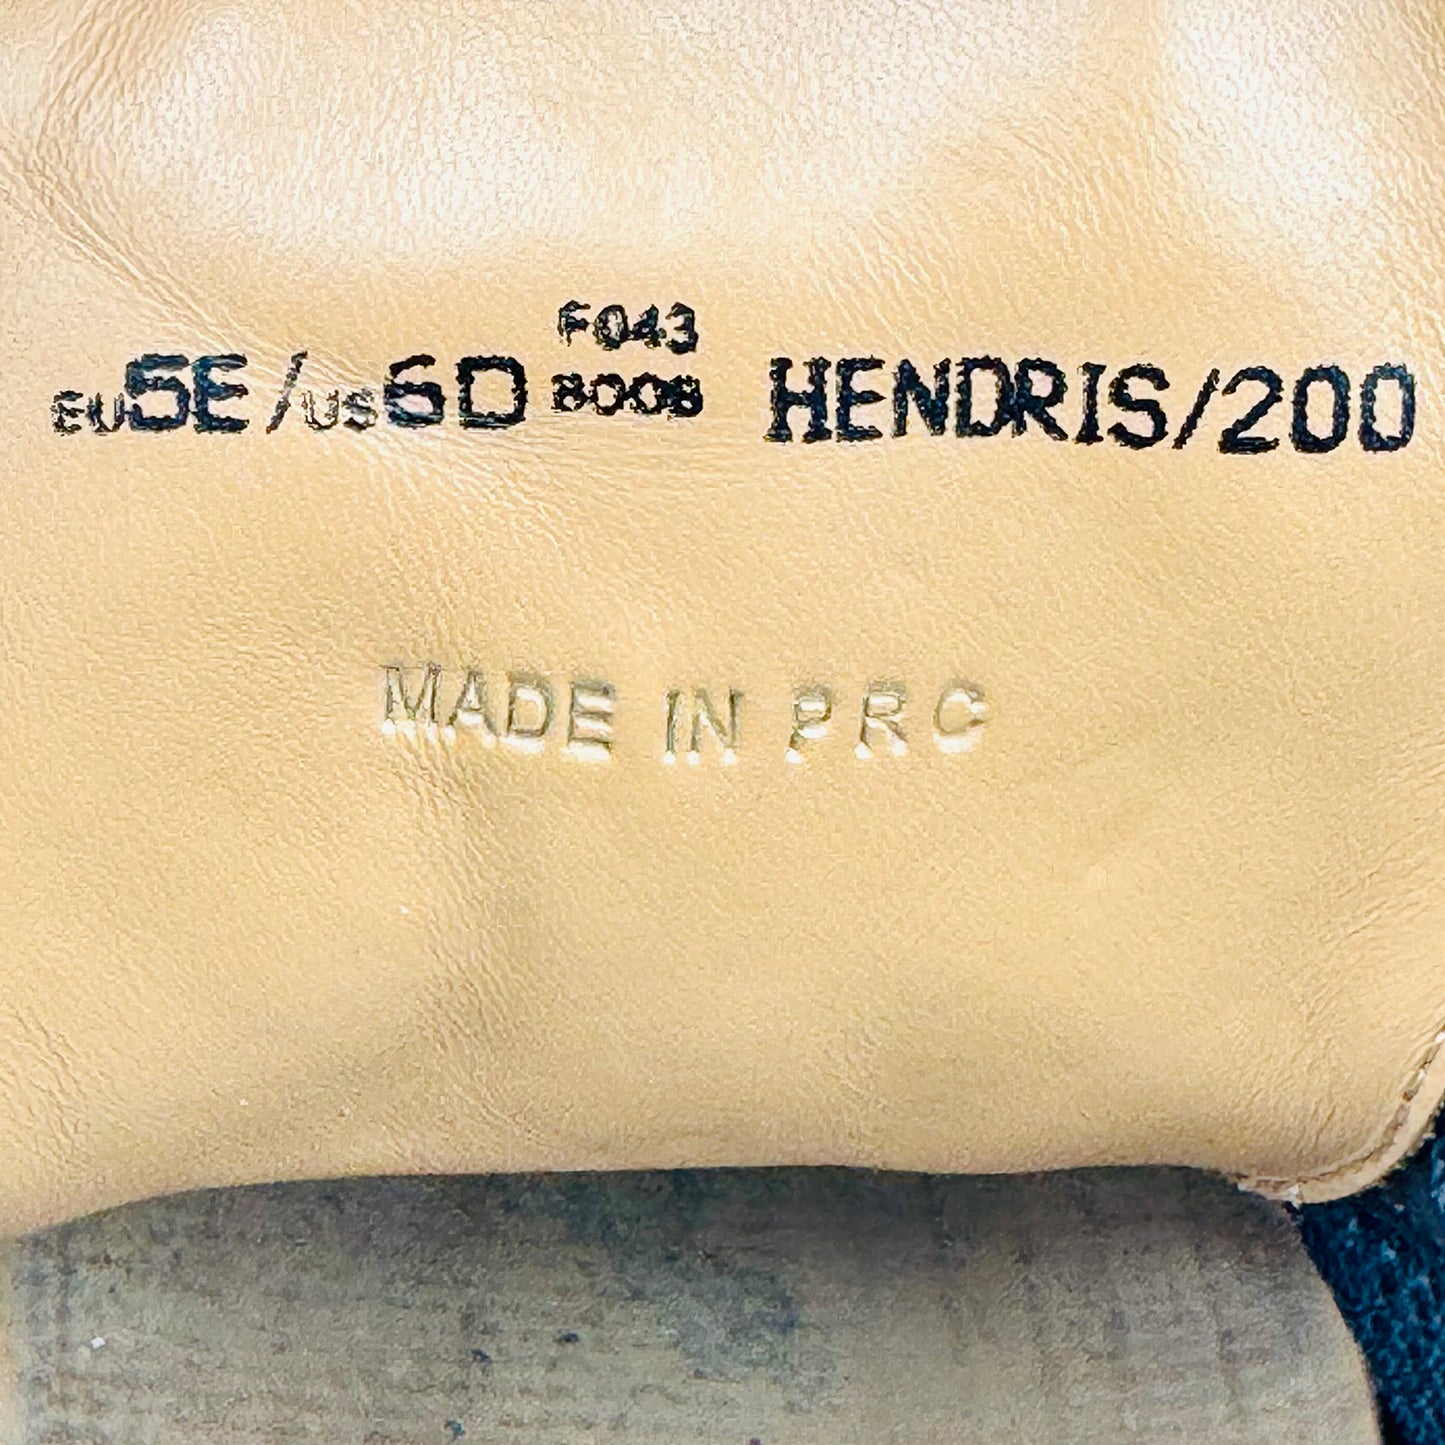 EU5E/US6D F043 8008 HENDRIS/200
MADE IN PRC